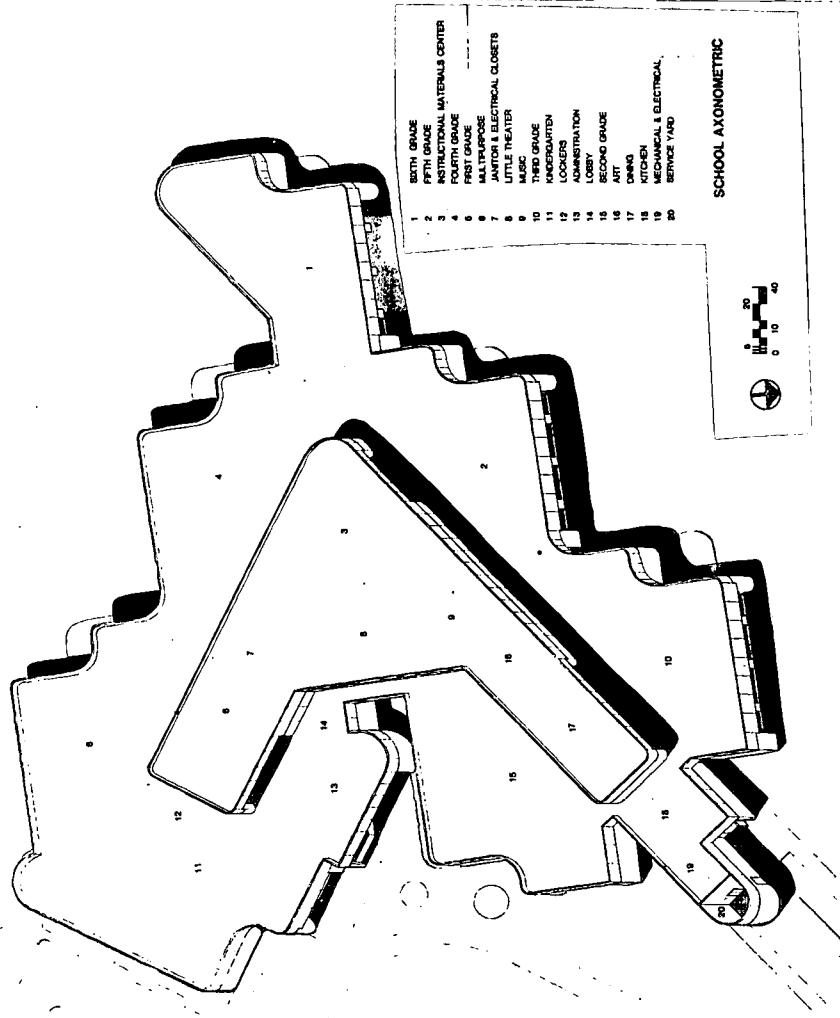 1 SIXTH GRADE
2 FIFTH GRADE
3 INSTRUCTIONAL MATERIALS CENTER
4 FOURTH GRADE
5 FIRST GRADE
6 MULTIPURPOSE
7 JANITOR & ELECTRICAL CLOSETS
8 LITTLE THEATER
9 MUSIC
10 THIRD GRADE
11 KINDERGARTEN
12 LOCKERS
13 ADMINISTRATION
14 LOBBY
15 SECOND GRADE
16 ART
17 DINING
18 KITCHEN
19 MECHANICAL & ELECTRICAL
20 SERVICE YARD
SCHOOL AXONOMETRIC
5 20
0 10 40
1
2
3
4
5
6
7
8
9
10
11
12
13
14
15
16
17
18
19
20